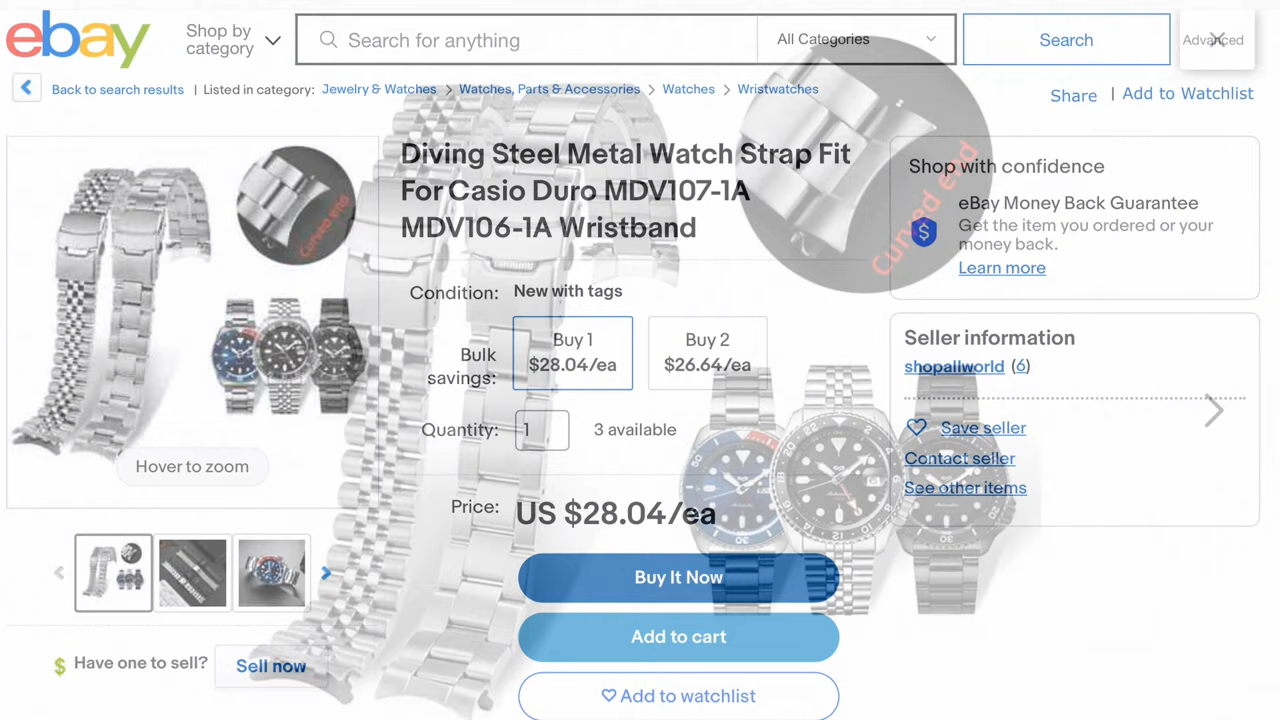 ebay
Shop by
category
Search for anything
All Categories
Search
Advanced
Back to search results | Listed in category: Jewelry & Watches > Watches, Parts & Accessories > Watches > Wristwatches
Share | Add to Watchlist
Diving Steel Metal Watch Strap Fit
For Casio Duro MDV107-1A
MDV106-1A Wristband
Curved end
Curved end
Shop with confidence
eBay Money Back Guarantee
Get the item you ordered or your
money back.
Learn more
Condition: New with tags
Bulk
savings:
Buy 1
$28.04/ea
Buy 2
$26.64/ea
Quantity: 1 3 available
Seller information
shopallworld (6)
Save seller
Contact seller
See other items
Hover to zoom
Price: US $28.04/ea
Buy It Now
Add to cart
Add to watchlist
$ Have one to sell? Sell now